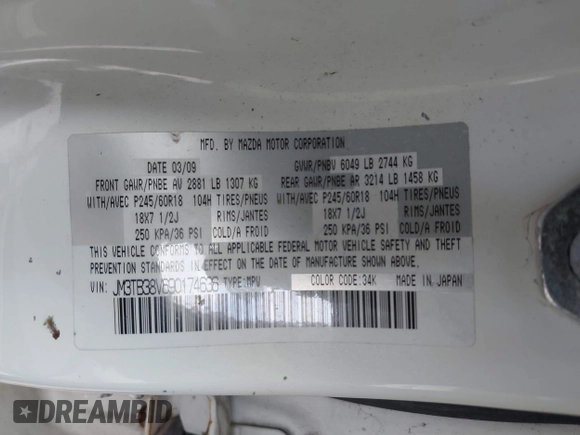 MFD. BY MAZDA MOTOR CORPORATION
DATE 03/09 GVWR/PNBV 6049 LB 2744 KG
FRONT GAWR/PNBE AV 2881 LB 1307 KG REAR GAWR/PNBE AR 3214 LB 1458 KG
WITH/AVEC P245/60R18 104H TIRES/PNEUS WITH/AVEC P245/60R18 104H TIRES/PNEUS
18X7 1/2J RIMS/JANTES 18X7 1/2J RIMS/JANTES
250 KPA/36 PSI COLD/A FROID 250 KPA/36 PSI COLD/A FROID
THIS VEHICLE CONFORMS TO ALL APPLICABLE FEDERAL MOTOR VEHICLE SAFETY AND THEFT
PREVENTION STANDARDS IN EFFECT ON THE DATE OF MANUFACTURE SHOWN ABOVE.
VIN: JM3TB38V690174636 TYPE:MPV COLOR CODE:34K MADE IN JAPAN
DREAMBID